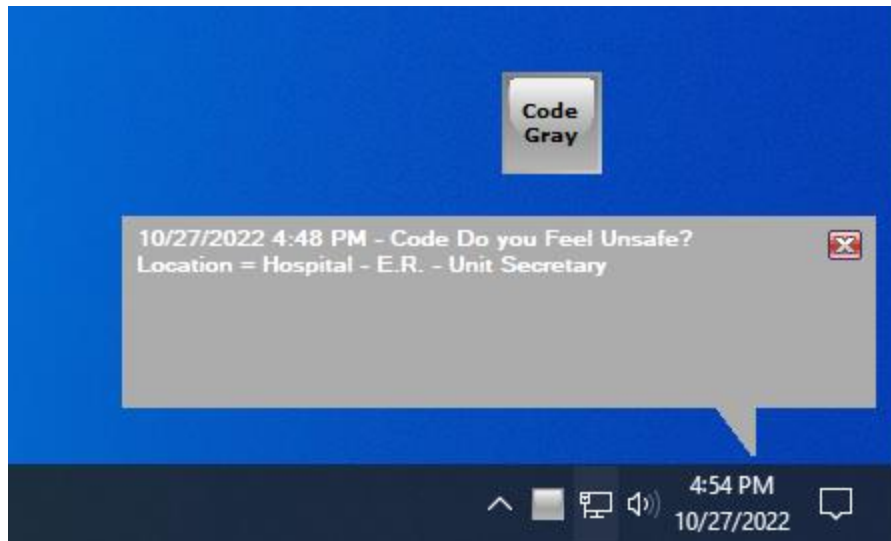 Code
Gray
10/27/2022 4:48 PM - Code Do you Feel Unsafe?
Location = Hospital - E.R. - Unit Secretary
4:54 PM
10/27/2022